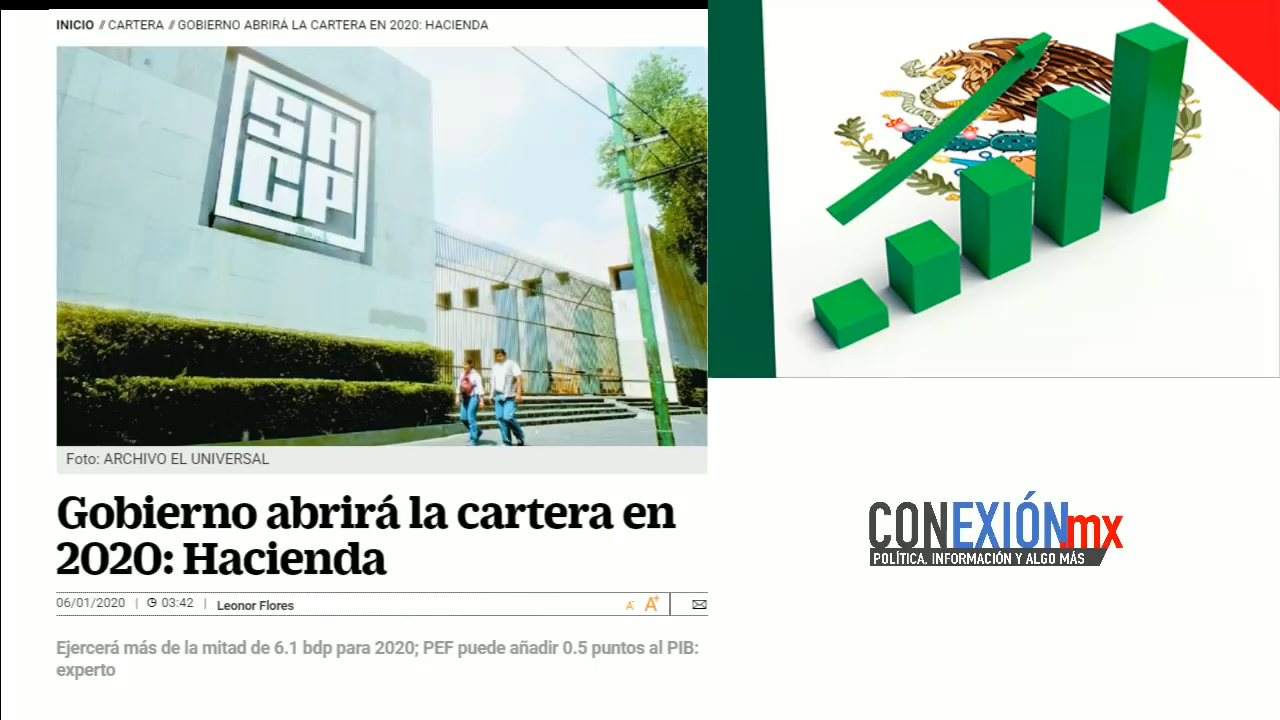 INICIO // CARTERA // GOBIERNO ABRIRÁ LA CARTERA EN 2020: HACIENDA
SH
CP
Foto: ARCHIVO EL UNIVERSAL
Gobierno abrirá la cartera en
2020: Hacienda
06/01/2020 | 03:42 | Leonor Flores A- A+
Ejercerá más de la mitad de 6.1 bdp para 2020; PEF puede añadir 0.5 puntos al PIB:
experto
CONEXIÓN.mx
POLÍTICA, INFORMACIÓN Y ALGO MÁS